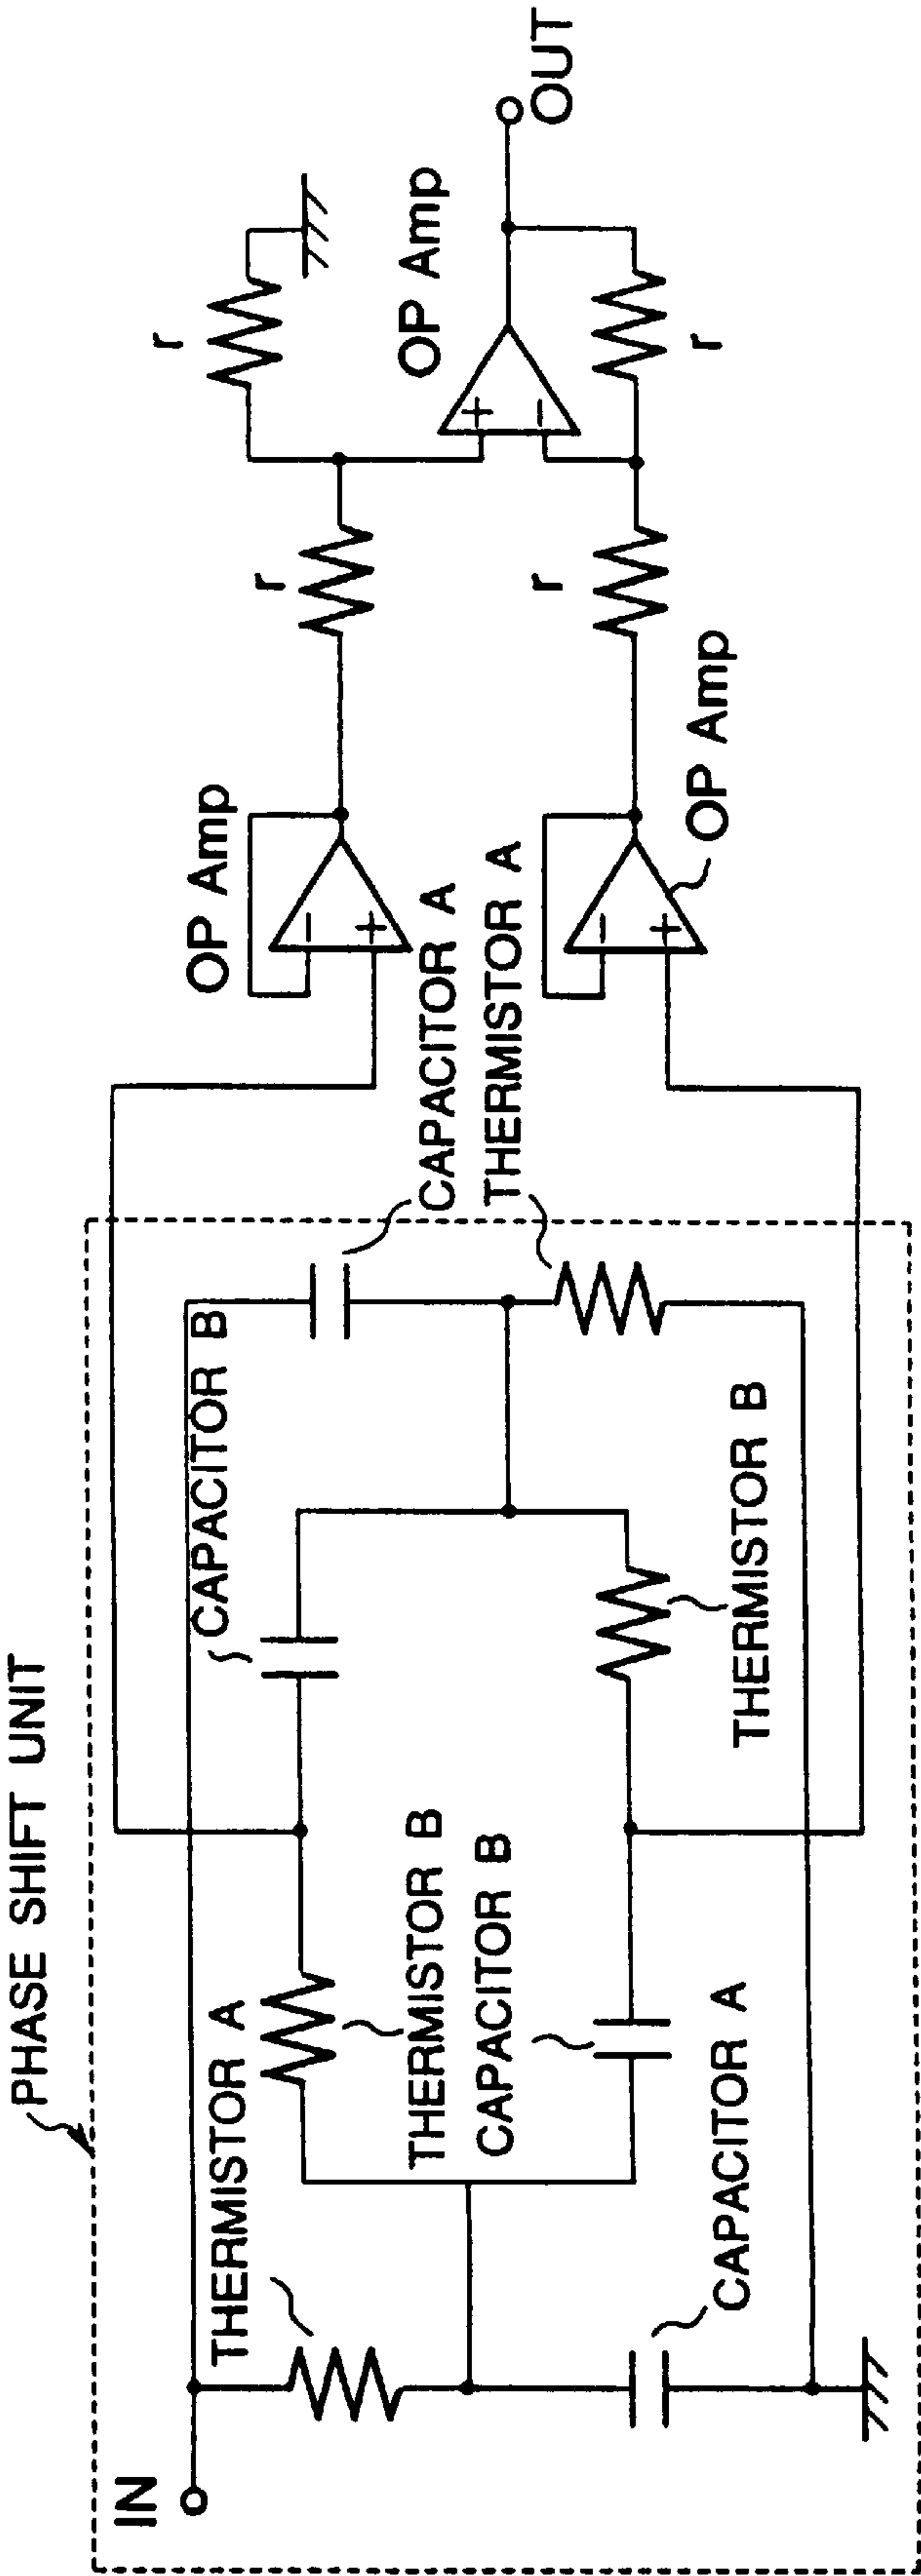 PHASE SHIFT UNIT
IN
THERMISTOR A
CAPACITOR B
OP Amp
r
r
OP Amp
OUT
THERMISTOR B
CAPACITOR B
CAPACITOR A
THERMISTOR A
+
−
−
+
−
+
r
r
CAPACITOR A
THERMISTOR B
OP Amp